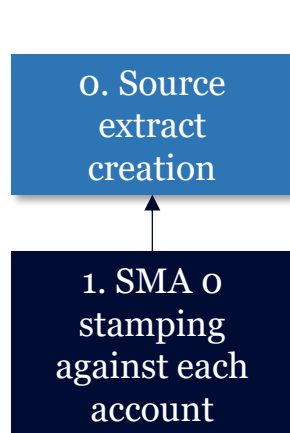 0. Source
extract
creation
1. SMA 0
stamping
against each
account